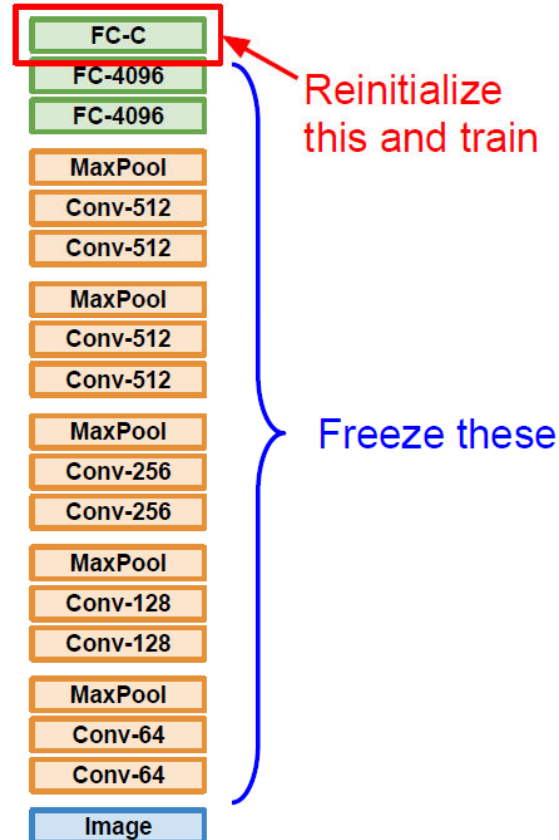 FC-C
FC-4096
FC-4096
MaxPool
Conv-512
Conv-512
MaxPool
Conv-512
Conv-512
MaxPool
Conv-256
Conv-256
MaxPool
Conv-128
Conv-128
MaxPool
Conv-64
Conv-64
Image
Reinitialize
this and train
Freeze these